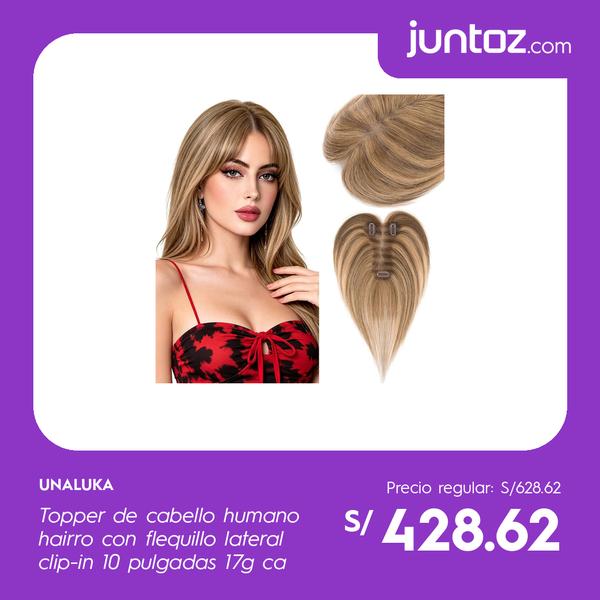 juntoz.com
UNALUKA
Topper de cabello humano
hairro con flequillo lateral
clip-in 10 pulgadas 17g ca
Precio regular: S/628.62
S/ 428.62